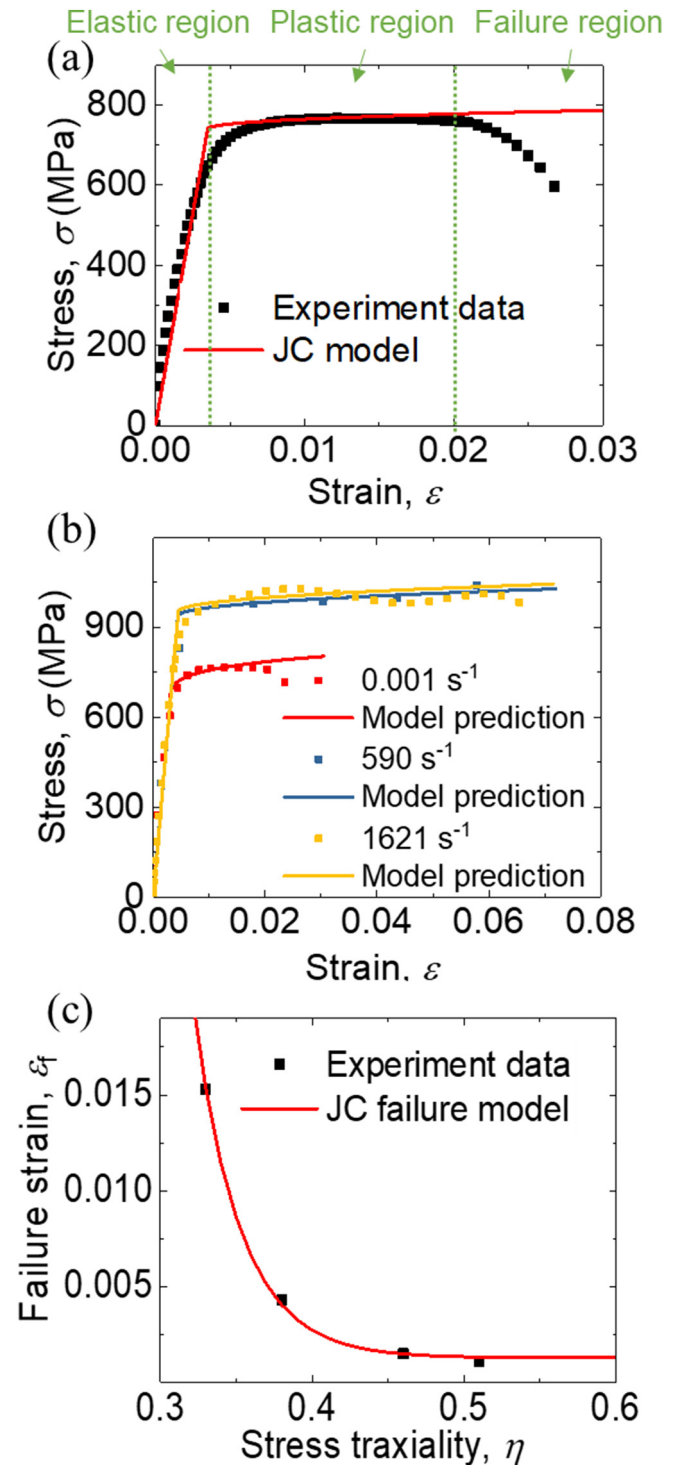 Elastic region Plastic region Failure region
(a)
800
600
400
200
0
0.00 0.01 0.02 0.03
Stress, σ (MPa)
Strain, ε
Experiment data
JC model
(b)
900
600
300
0
0.00 0.02 0.04 0.06 0.08
Stress, σ (MPa)
Strain, ε
0.001 s⁻¹
Model prediction
590 s⁻¹
Model prediction
1621 s⁻¹
Model prediction
(c)
0.015
0.010
0.005
0.3 0.4 0.5 0.6
Failure strain, εf
Stress traxiality, η
Experiment data
JC failure model